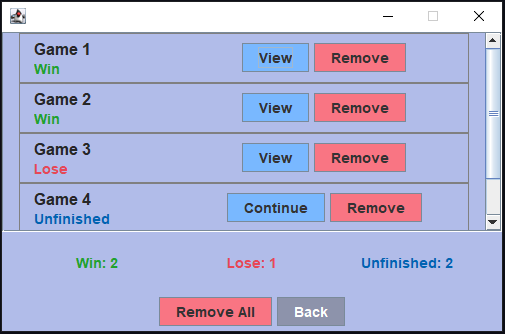 Game 1
Win
View Remove
Game 2
Win
View Remove
Game 3
Lose
View Remove
Game 4
Unfinished
Continue Remove
Win: 2 Lose: 1 Unfinished: 2
Remove All Back